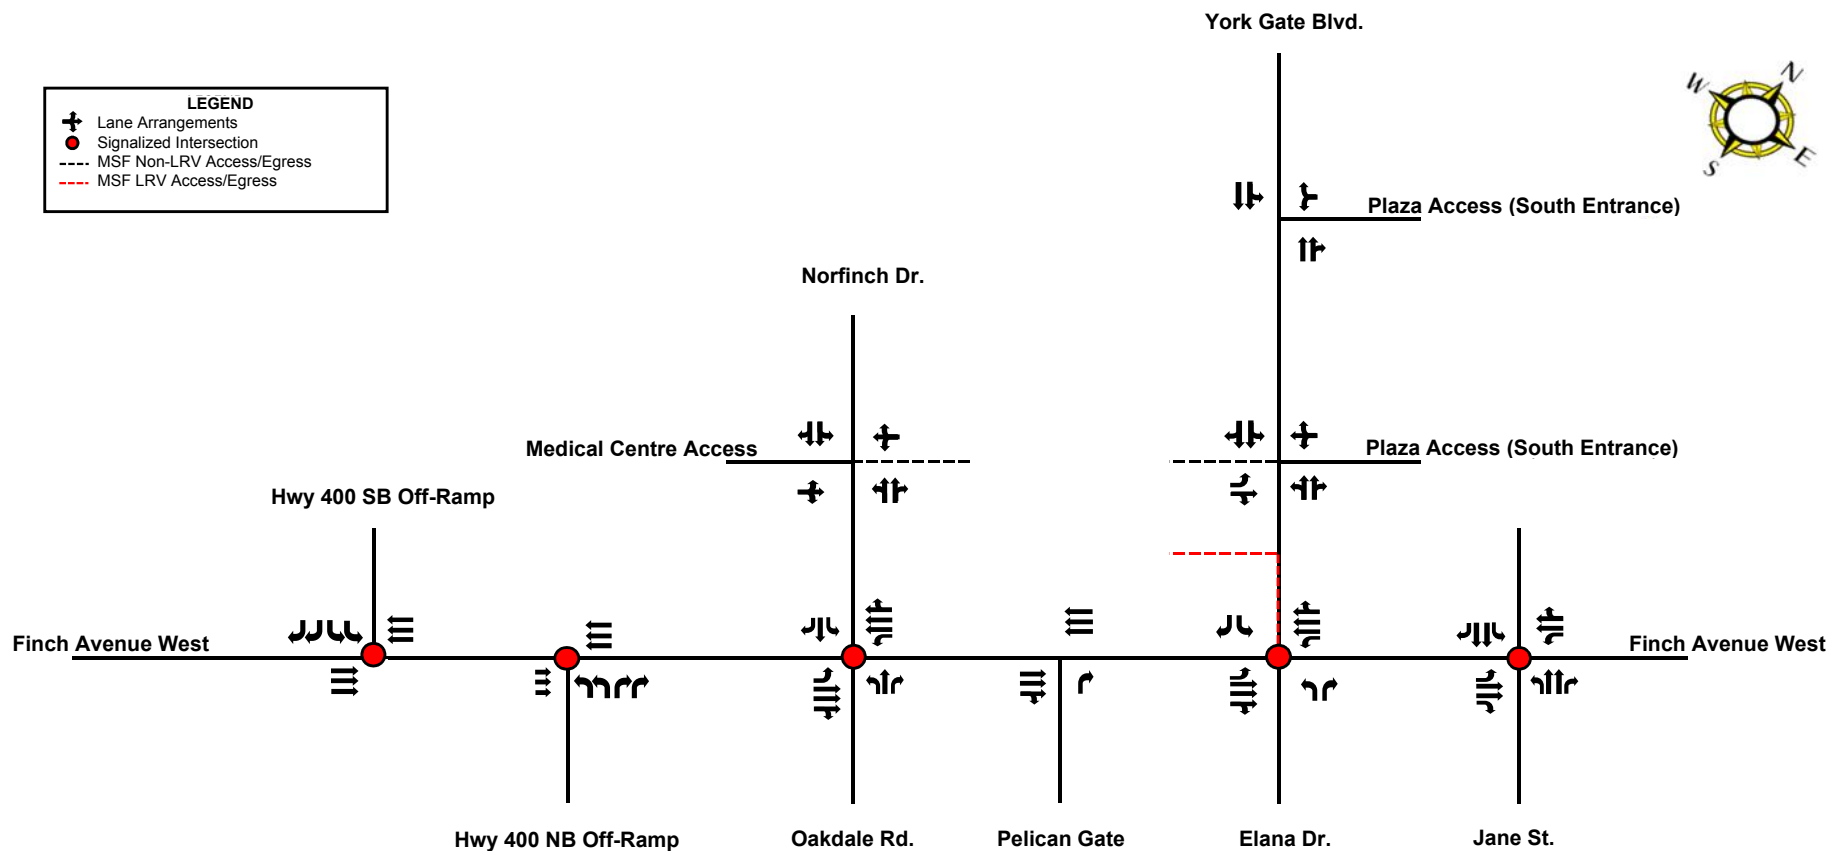 York Gate Blvd.
LEGEND
Lane Arrangements
Signalized Intersection
MSF Non-LRV Access/Egress
MSF LRV Access/Egress
N
W
E
S
Plaza Access (South Entrance)
Norfinch Dr.
Medical Centre Access
Plaza Access (South Entrance)
Hwy 400 SB Off-Ramp
Finch Avenue West
Finch Avenue West
Hwy 400 NB Off-Ramp
Oakdale Rd.
Pelican Gate
Elana Dr.
Jane St.